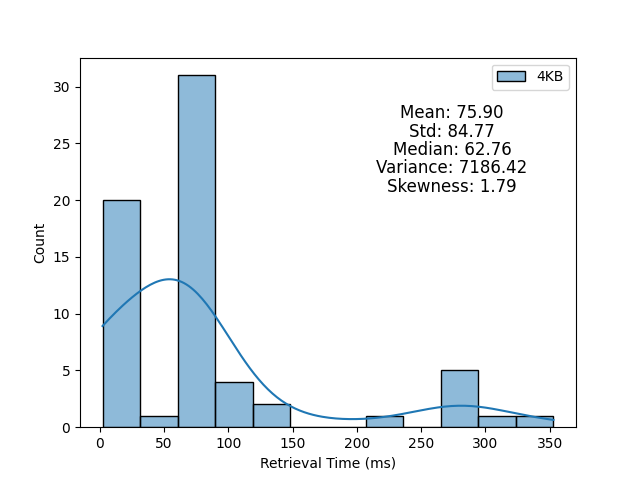 4KB
Mean: 75.90
Std: 84.77
Median: 62.76
Variance: 7186.42
Skewness: 1.79
Count
30
25
20
15
10
5
0
0 50 100 150 200 250 300 350
Retrieval Time (ms)